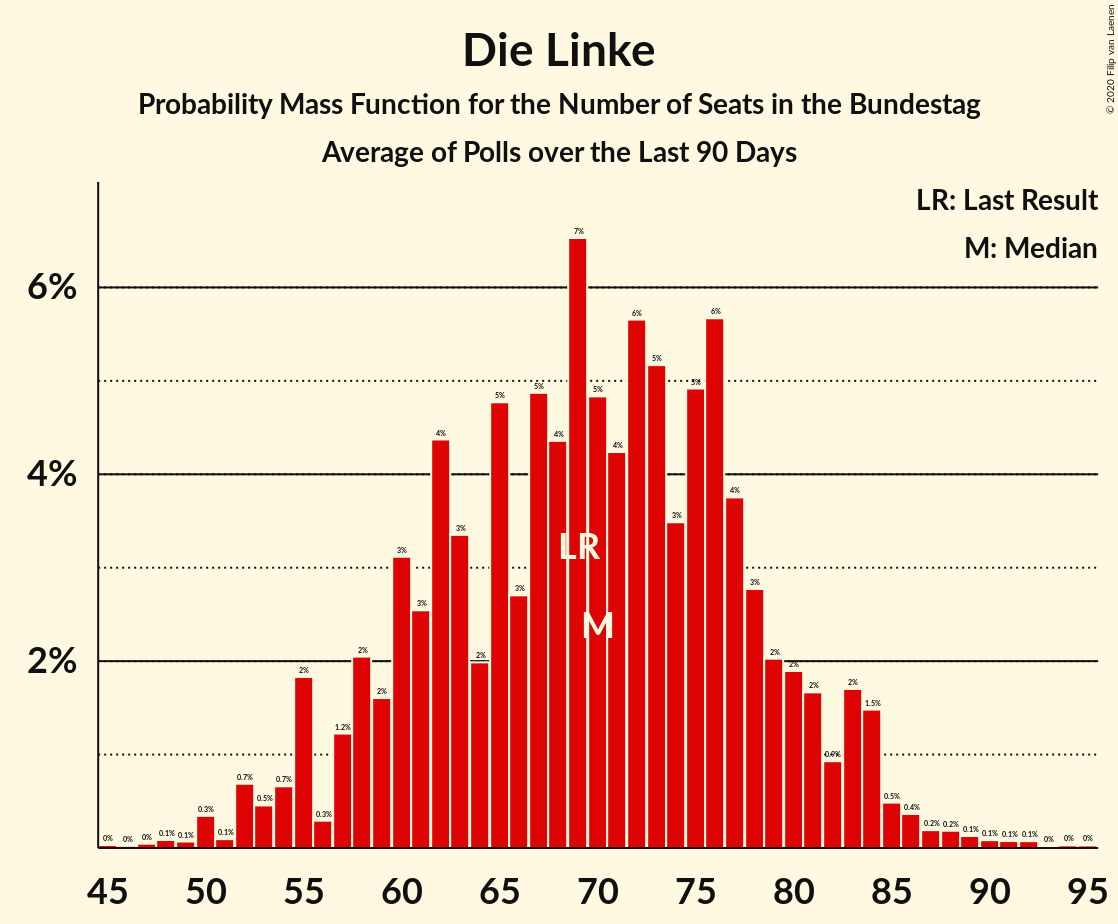 Die Linke
Probability Mass Function for the Number of Seats in the Bundestag
Average of Polls over the Last 90 Days
© 2020 Filip van Laenen
LR: Last Result
M: Median
6%
4%
2%
0% 0% 0% 0.1% 0.1% 0.3% 0.1% 0.7% 0.5% 0.7% 2% 0.3% 1.2% 2% 2% 3% 3% 4% 3% 2% 5% 3% 5% 4% 7% 5% 4% 6% 5% 3% 5% 6% 4% 3% 2% 2% 2% 0.9% 2% 1.5% 0.5% 0.4% 0.2% 0.2% 0.1% 0.1% 0.1% 0.1% 0% 0% 0%
LR
M
45 50 55 60 65 70 75 80 85 90 95